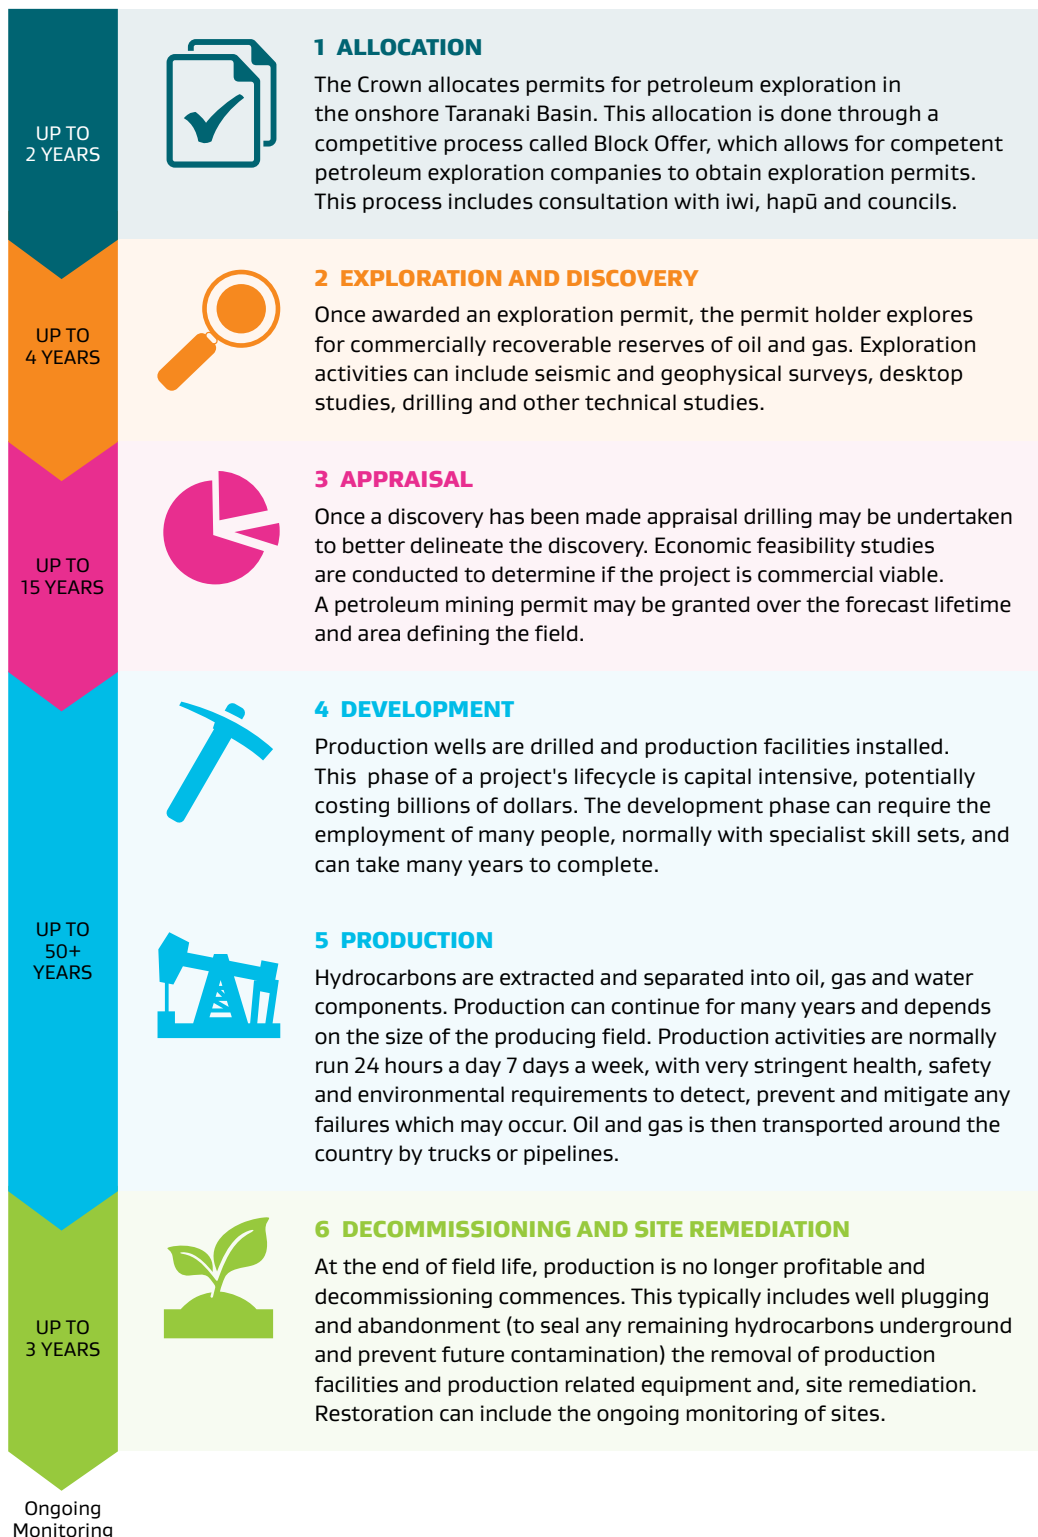 UP TO
2 YEARS
1 ALLOCATION
The Crown allocates permits for petroleum exploration in
the onshore Taranaki Basin. This allocation is done through a
competitive process called Block Offer, which allows for competent
petroleum exploration companies to obtain exploration permits.
This process includes consultation with iwi, hapū and councils.
UP TO
4 YEARS
2 EXPLORATION AND DISCOVERY
Once awarded an exploration permit, the permit holder explores
for commercially recoverable reserves of oil and gas. Exploration
activities can include seismic and geophysical surveys, desktop
studies, drilling and other technical studies.
UP TO
15 YEARS
3 APPRAISAL
Once a discovery has been made appraisal drilling may be undertaken
to better delineate the discovery. Economic feasibility studies
are conducted to determine if the project is commercial viable.
A petroleum mining permit may be granted over the forecast lifetime
and area defining the field.
UP TO
50+
YEARS
4 DEVELOPMENT
Production wells are drilled and production facilities installed.
This phase of a project's lifecycle is capital intensive, potentially
costing billions of dollars. The development phase can require the
employment of many people, normally with specialist skill sets, and
can take many years to complete.
5 PRODUCTION
Hydrocarbons are extracted and separated into oil, gas and water
components. Production can continue for many years and depends
on the size of the producing field. Production activities are normally
run 24 hours a day 7 days a week, with very stringent health, safety
and environmental requirements to detect, prevent and mitigate any
failures which may occur. Oil and gas is then transported around the
country by trucks or pipelines.
UP TO
3 YEARS
6 DECOMMISSIONING AND SITE REMEDIATION
At the end of field life, production is no longer profitable and
decommissioning commences. This typically includes well plugging
and abandonment (to seal any remaining hydrocarbons underground
and prevent future contamination) the removal of production
facilities and production related equipment and, site remediation.
Restoration can include the ongoing monitoring of sites.
Ongoing
Monitoring